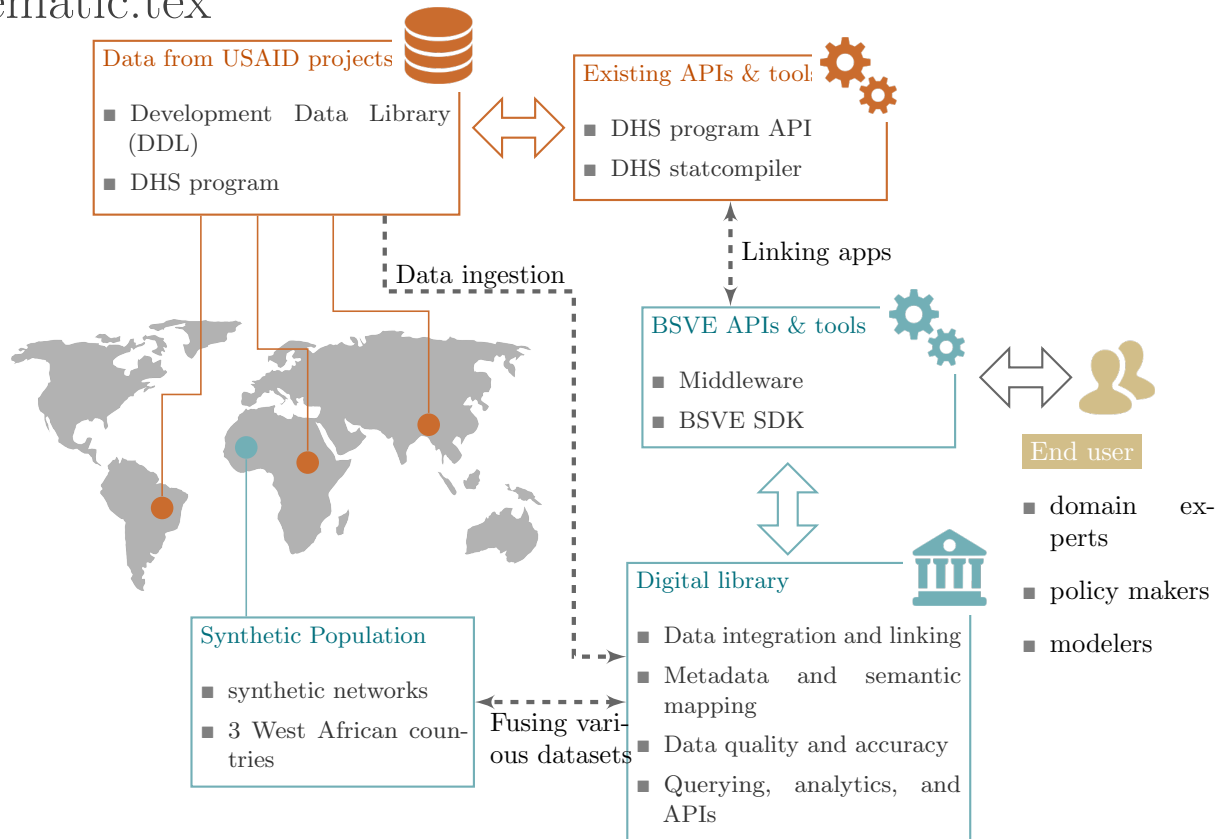 ematic.tex
Data from USAID projects
■ Development Data Library
(DDL)
■ DHS program
Existing APIs & tools
■ DHS program API
■ DHS statcompiler
Linking apps
Data ingestion
BSVE APIs & tools
■ Middleware
■ BSVE SDK
End user
■ domain ex-
perts
■ policy makers
■ modelers
Digital library
■ Data integration and linking
■ Metadata and semantic
mapping
■ Data quality and accuracy
■ Querying, analytics, and
APIs
Synthetic Population
■ synthetic networks
■ 3 West African coun-
tries
Fusing vari-
ous datasets